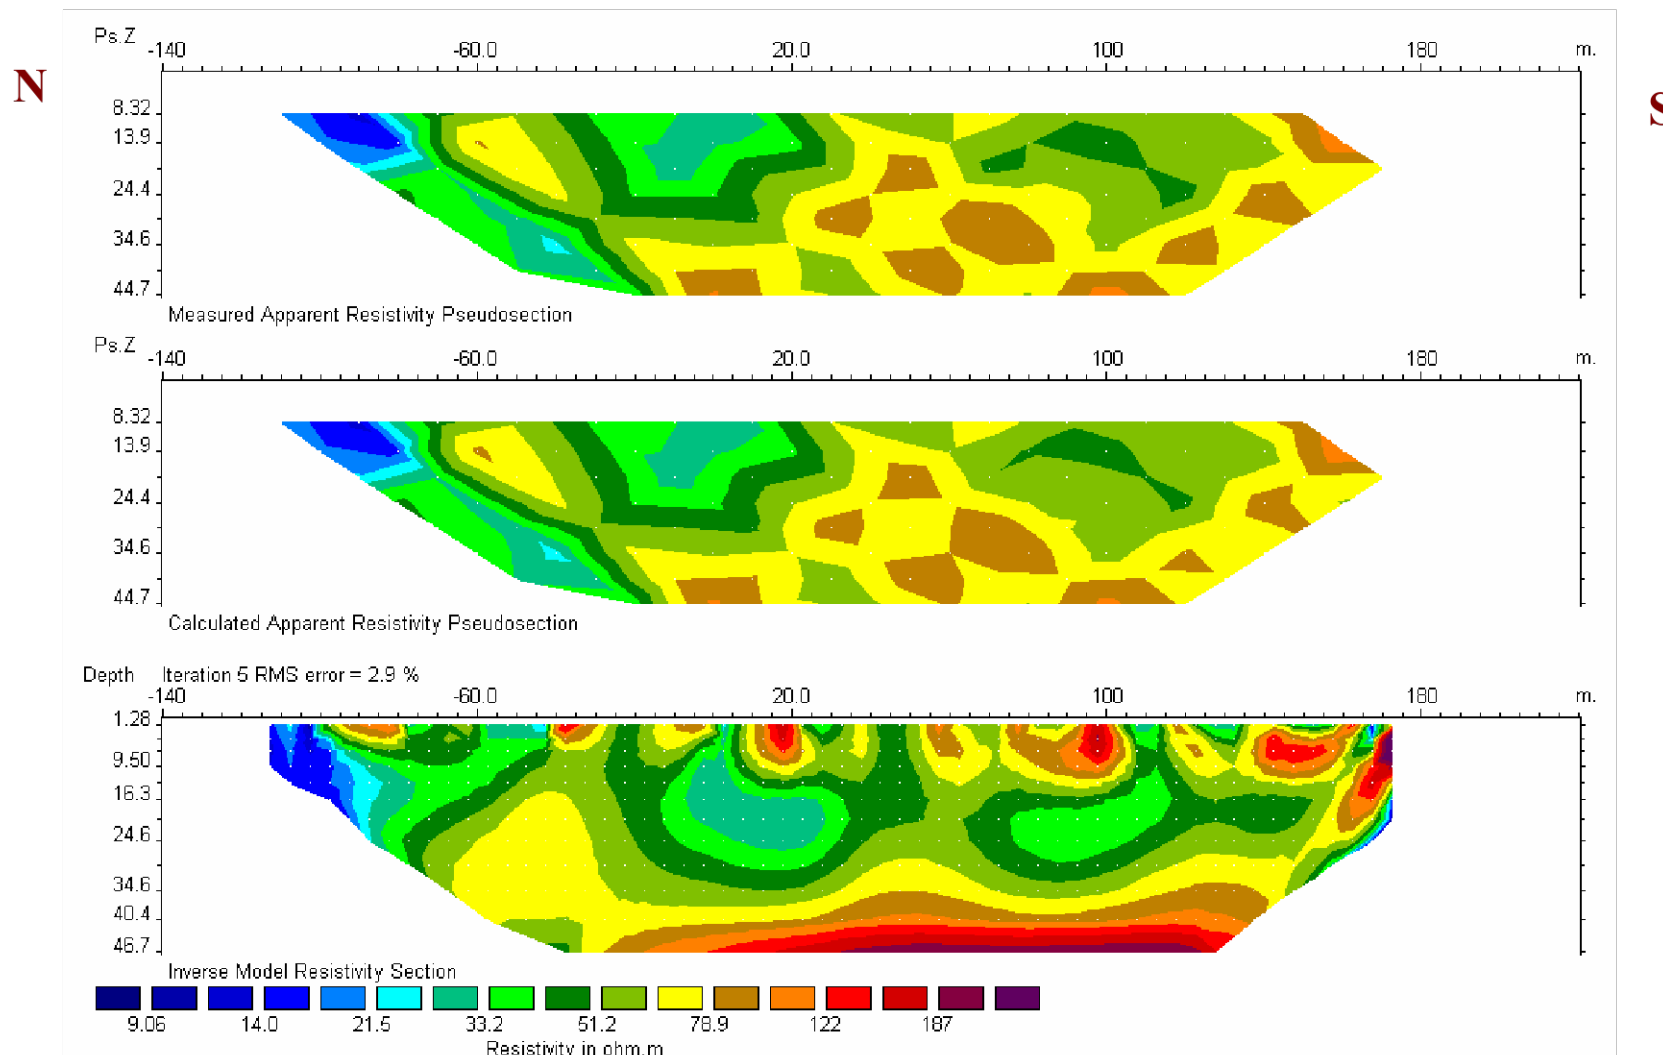 Ps.Z -140 -60.0 20.0 100 180 m.
N
S
8.32
13.9
24.4
34.6
44.7
Measured Apparent Resistivity Pseudosection
Ps.Z -140 -60.0 20.0 100 180 m.
8.32
13.9
24.4
34.6
44.7
Calculated Apparent Resistivity Pseudosection
Depth Iteration 5 RMS error = 2.9 %
-140 -60.0 20.0 100 180 m.
1.28
9.50
16.3
24.6
34.6
40.4
46.7
Inverse Model Resistivity Section
9.06 14.0 21.5 33.2 51.2 78.9 122 187
Resistivity in ohm.m